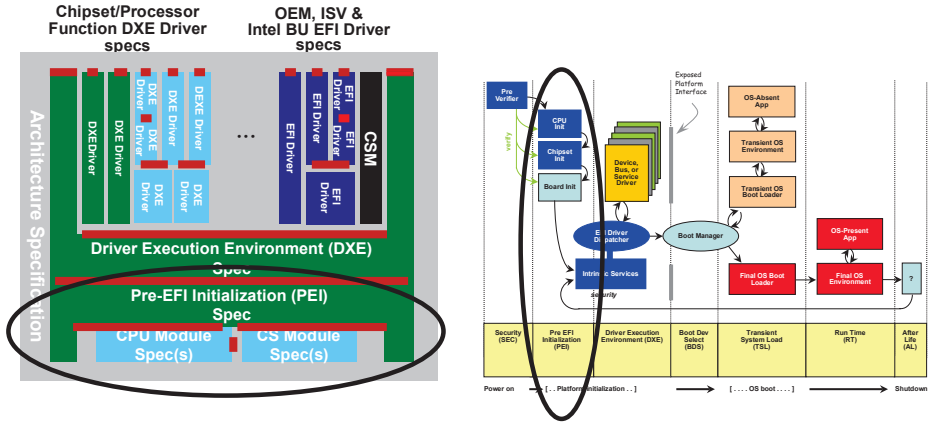 Chipset/Processor
Function DXE Driver
specs
OEM, ISV &
Intel BU EFI Driver
specs
Architecture Specification
DXEDriver
DXE Driver
DXE
Driver
DXE
Driver
DXE Driver
DEXE Driver
DXE
Driver
DXE
Driver
...
EFI Driver
EFI Driver
EFI
Driver
EFI
Driver
EFI
Driver
CSM
Driver Execution Environment (DXE)
Spec
Pre-EFI Initialization (PEI)
Spec
CPU Module
Spec(s)
CS Module
Spec(s)
Pre
Verifier
verify
CPU
Init
Chipset
Init
Board Init
Device,
Bus, or
Service
Driver
Exposed
Platform
Interface
EFI Driver
Dispatcher
Intrinsic Services
security
Boot Manager
OS-Absent
App
Transient OS
Environment
Transient OS
Boot Loader
OS-Present
App
Final OS Boot
Loader
Final OS
Environment
?
Security
(SEC)
Pre EFI
Initialization
(PEI)
Driver Execution
Environment (DXE)
Boot Dev
Select
(BDS)
Transient
System Load
(TSL)
Run Time
(RT)
After
Life
(AL)
Power on
[ . . Platform Initialization . . ]
[ . . . . OS boot . . . . ]
Shutdown